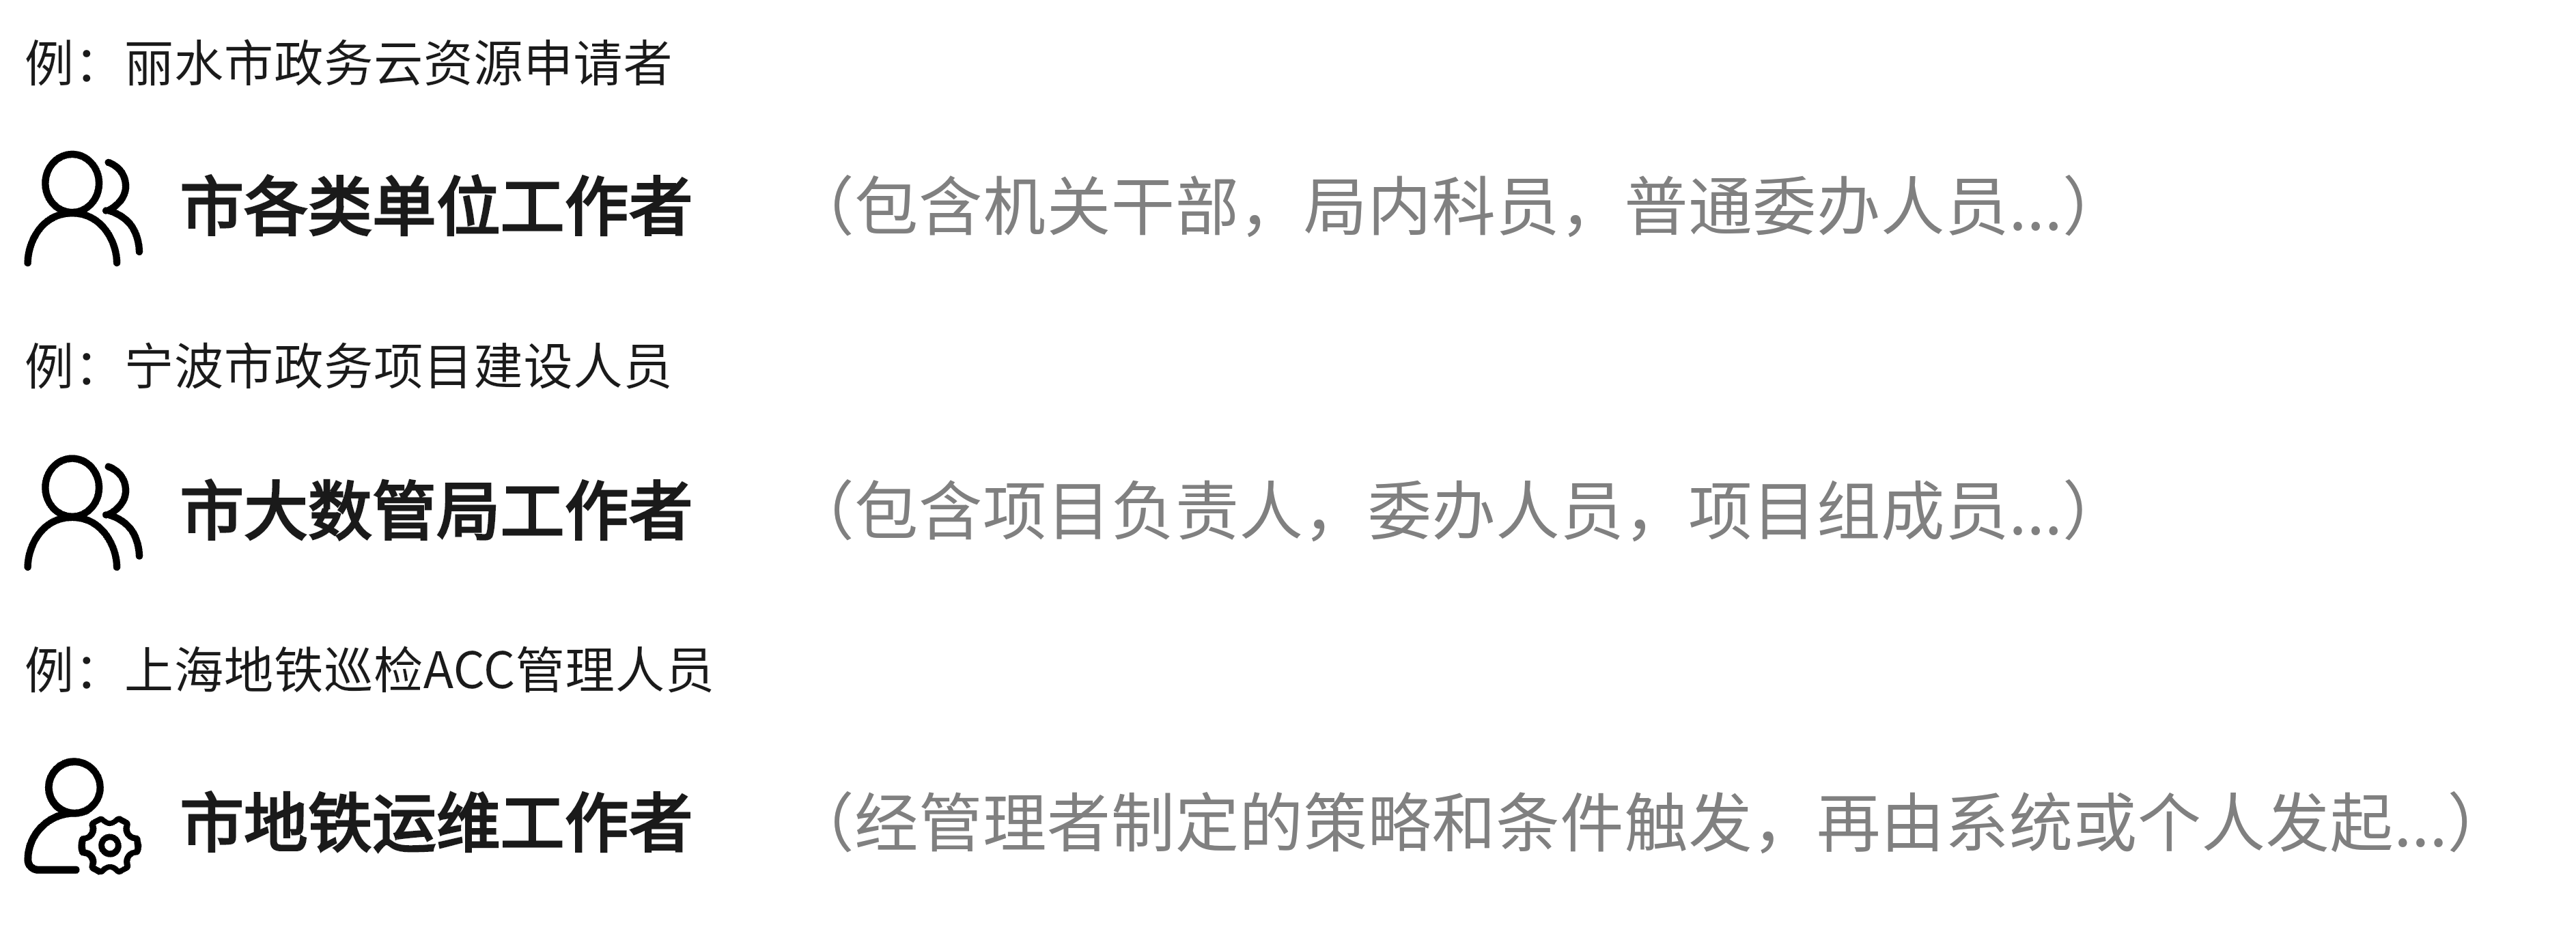 例：丽水市政务云资源申请者
市各类单位工作者 （包含机关干部，局内科员，普通委办人员...）
例：宁波市政务项目建设人员
市大数管局工作者 （包含项目负责人，委办人员，项目组成员...）
例：上海地铁巡检ACC管理人员
市地铁运维工作者 （经管理者制定的策略和条件触发，再由系统或个人发起...）